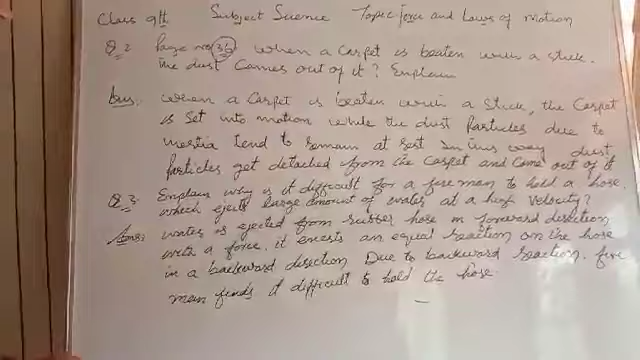 Class 9th Subject Science Topic force and Laws of motion
Q.2 Page no 36 when a Carpet is beaten with a stick.
The dust Comes out of it? Explain
Ans. When a Carpet is beaten with a Stick, the Carpet
is Set into motion while the dust Particles due to
inertia tend to remain at rest In this way dust
Particles get detached from the Carpet and Come out of it
Q.3. Explain why is it difficult for a fire man to hold a hose,
which ejects large amount of water at a high velocity?
Ans: water is ejected from rubber hose in forward direction
with a force, it exerts an equal reaction on the hose
in a backward direction Due to backward reaction, fire
man finds it difficult to hold the hose.